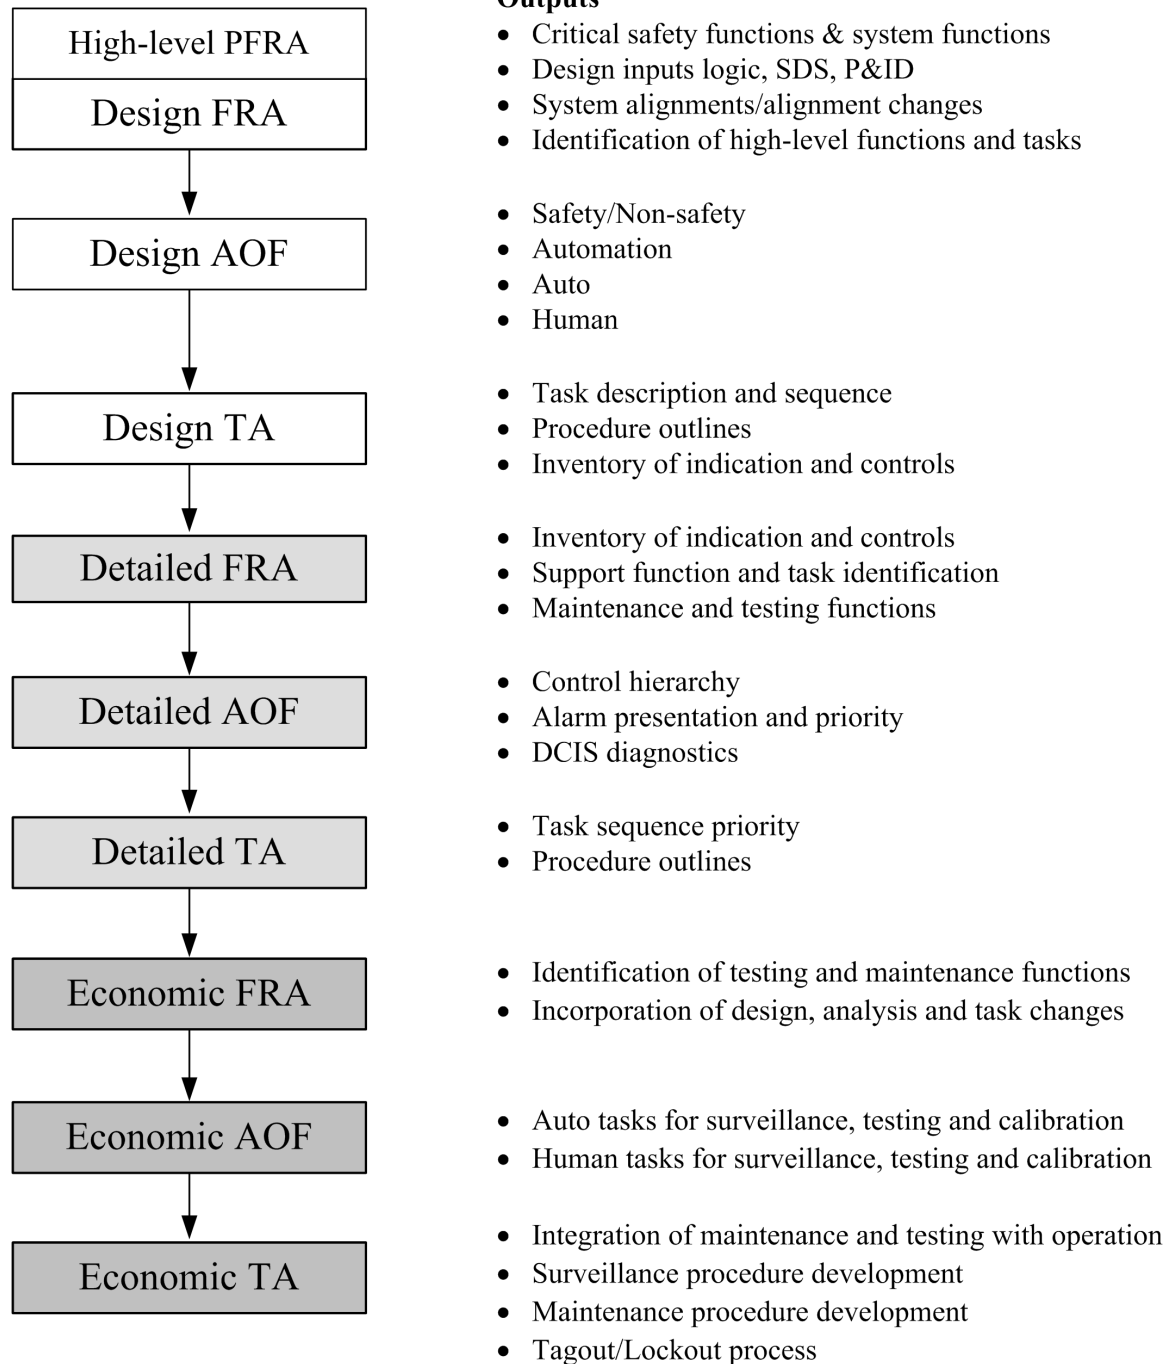 Outputs
High-level PFRA
• Critical safety functions & system functions
• Design inputs logic, SDS, P&ID
Design FRA
• System alignments/alignment changes
• Identification of high-level functions and tasks
Design AOF
• Safety/Non-safety
• Automation
• Auto
• Human
Design TA
• Task description and sequence
• Procedure outlines
• Inventory of indication and controls
Detailed FRA
• Inventory of indication and controls
• Support function and task identification
• Maintenance and testing functions
Detailed AOF
• Control hierarchy
• Alarm presentation and priority
• DCIS diagnostics
Detailed TA
• Task sequence priority
• Procedure outlines
Economic FRA
• Identification of testing and maintenance functions
• Incorporation of design, analysis and task changes
Economic AOF
• Auto tasks for surveillance, testing and calibration
• Human tasks for surveillance, testing and calibration
Economic TA
• Integration of maintenance and testing with operation
• Surveillance procedure development
• Maintenance procedure development
• Tagout/Lockout process